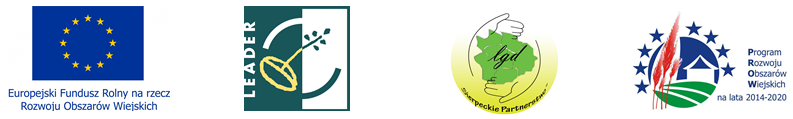 Europejski Fundusz Rolny na rzecz
Rozwoju Obszarów Wiejskich
LEADER
lgd
Sierpeckie Partnerstwo
Program
Rozwoju
Obszarów
Wiejskich
na lata 2014-2020